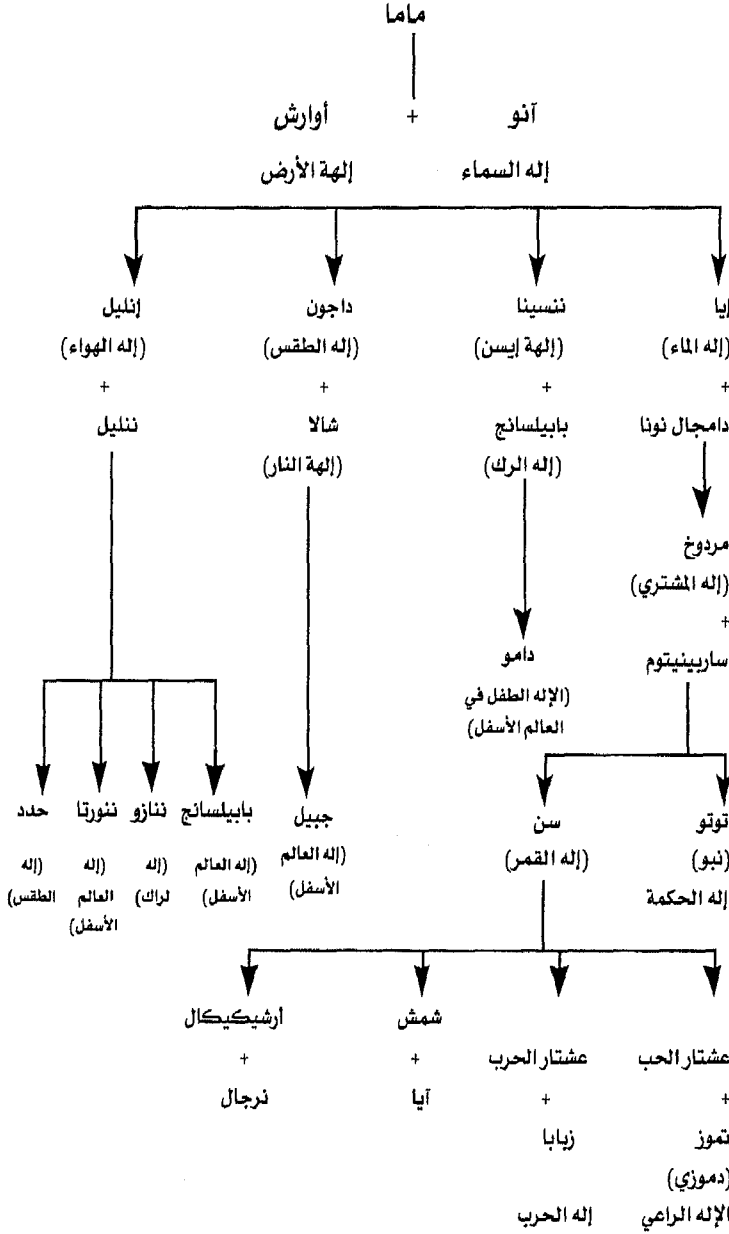 ماما
آنو + أوارش
إله السماء إلهة الأرض
إيا ننسينا داجون إنليل
(إله الماء) (إلهة إيسن) (إله الطقس) (إله الهواء)
+ + + +
دامجال نونا بابيلسانج شالا ننليل
(إله الرك) (إلهة النار)
مردوخ
(إله المشتري)
+
ساربينيتوم دامو
(الإله الطفل في
العالم الأسفل)
توتو سن جبيل بابيلسانج ننازو ننورتا حدد
(نبو) (إله القمر) (إله العالم (إله العالم (إله (إله (إله
إله الحكمة الأسفل) الأسفل) لراك) العالم الطقس)
الأسفل)
شمش أرشيكيكال
عشتار الحب عشتار الحرب + +
+ + آيا نرجال
تموز زبابا
(دموزي)
الإله الراعي إله الحرب